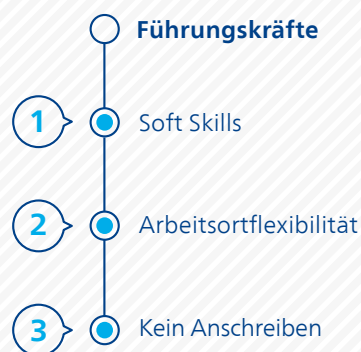 Führungskräfte
1 Soft Skills
2 Arbeitsortflexibilität
3 Kein Anschreiben